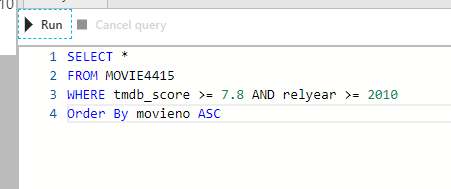 10
Run Cancel query
1 SELECT *
2 FROM MOVIE4415
3 WHERE tmdb_score >= 7.8 AND relyear >= 2010
4 Order By movieno ASC